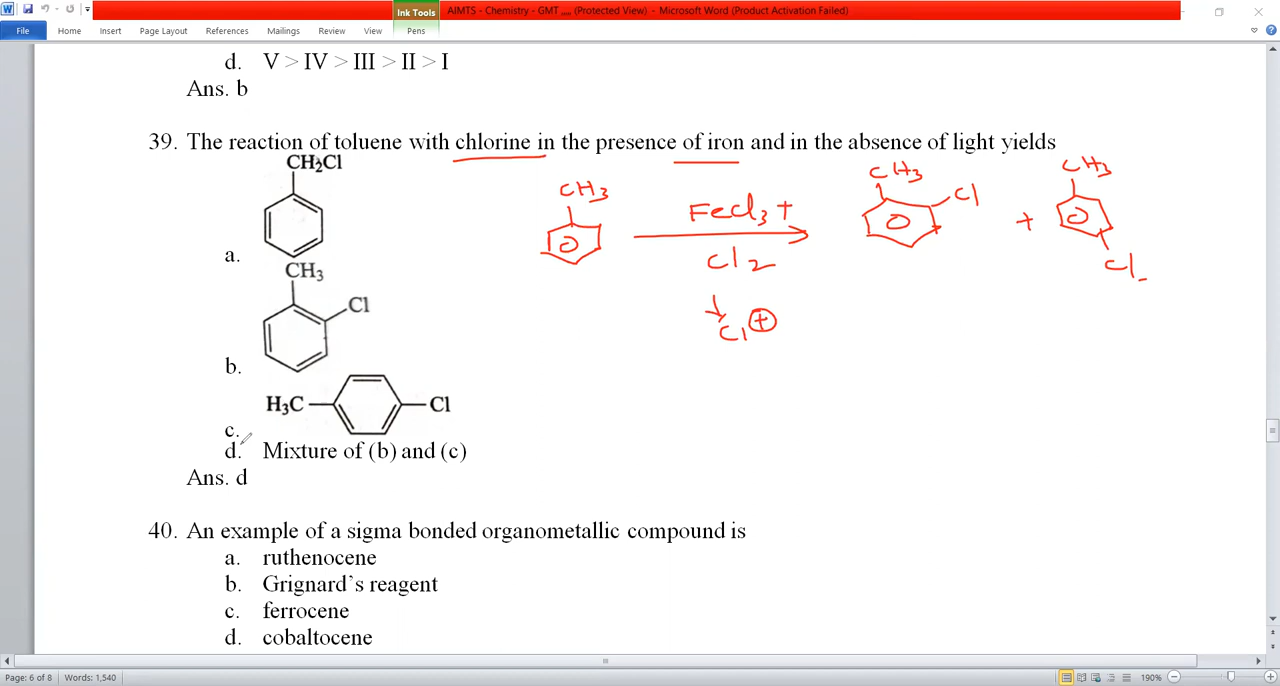 Ink Tools
AIMTS - Chemistry - GMT ,,,, (Protected View) - Microsoft Word (Product Activation Failed)
File Home Insert Page Layout References Mailings Review View Pens
d. V > IV > III > II > I
Ans. b
39. The reaction of toluene with chlorine in the presence of iron and in the absence of light yields
CH2Cl
a.
CH3
Cl
b.
H3C Cl
c.
d. Mixture of (b) and (c)
Ans. d
CH3
FeCl3 +
Cl2
Cl +
CH3
Cl
+
CH3
Cl
40. An example of a sigma bonded organometallic compound is
a. ruthenocene
b. Grignard's reagent
c. ferrocene
d. cobaltocene
Page: 6 of 8 Words: 1,540 190%